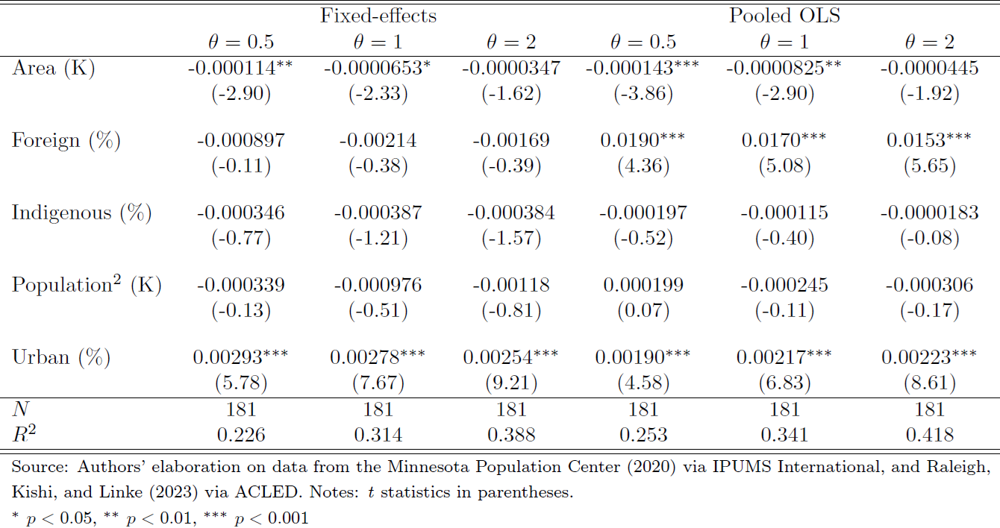 Fixed-effects Pooled OLS
θ = 0.5 θ = 1 θ = 2 θ = 0.5 θ = 1 θ = 2
Area (K) -0.000114** -0.0000653* -0.0000347 -0.000143*** -0.0000825** -0.0000445
(-2.90) (-2.33) (-1.62) (-3.86) (-2.90) (-1.92)
Foreign (%) -0.000897 -0.00214 -0.00169 0.0190*** 0.0170*** 0.0153***
(-0.11) (-0.38) (-0.39) (4.36) (5.08) (5.65)
Indigenous (%) -0.000346 -0.000387 -0.000384 -0.000197 -0.000115 -0.0000183
(-0.77) (-1.21) (-1.57) (-0.52) (-0.40) (-0.08)
Population² (K) -0.000339 -0.000976 -0.00118 0.000199 -0.000245 -0.000306
(-0.13) (-0.51) (-0.81) (0.07) (-0.11) (-0.17)
Urban (%) 0.00293*** 0.00278*** 0.00254*** 0.00190*** 0.00217*** 0.00223***
(5.78) (7.67) (9.21) (4.58) (6.83) (8.61)
N 181 181 181 181 181 181
R² 0.226 0.314 0.388 0.253 0.341 0.418
Source: Authors' elaboration on data from the Minnesota Population Center (2020) via IPUMS International, and Raleigh,
Kishi, and Linke (2023) via ACLED. Notes: t statistics in parentheses.
* p < 0.05, ** p < 0.01, *** p < 0.001